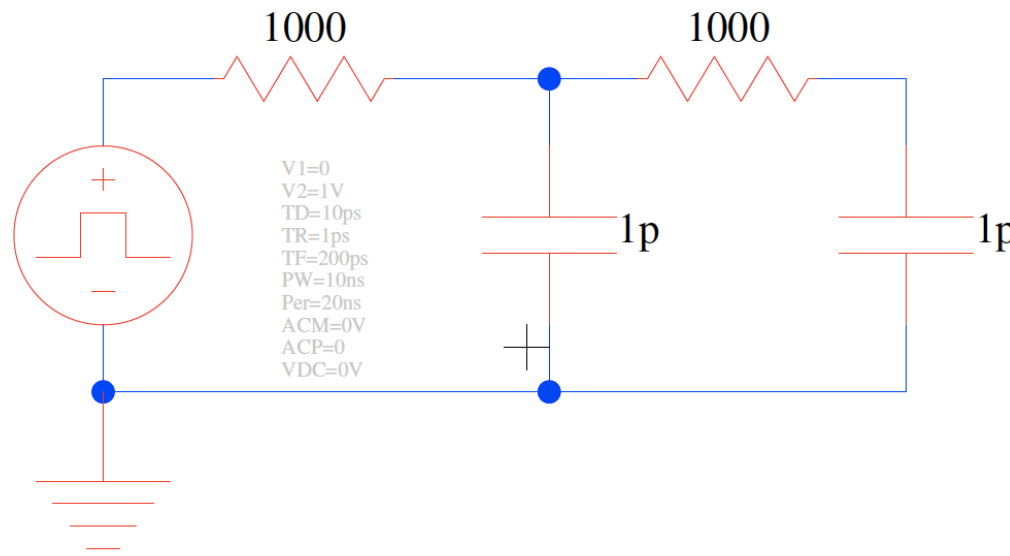 1000
1000
V1=0
V2=1V
TD=10ps
TR=1ps
TF=200ps
PW=10ns
Per=20ns
ACM=0V
ACP=0
VDC=0V
1p
1p